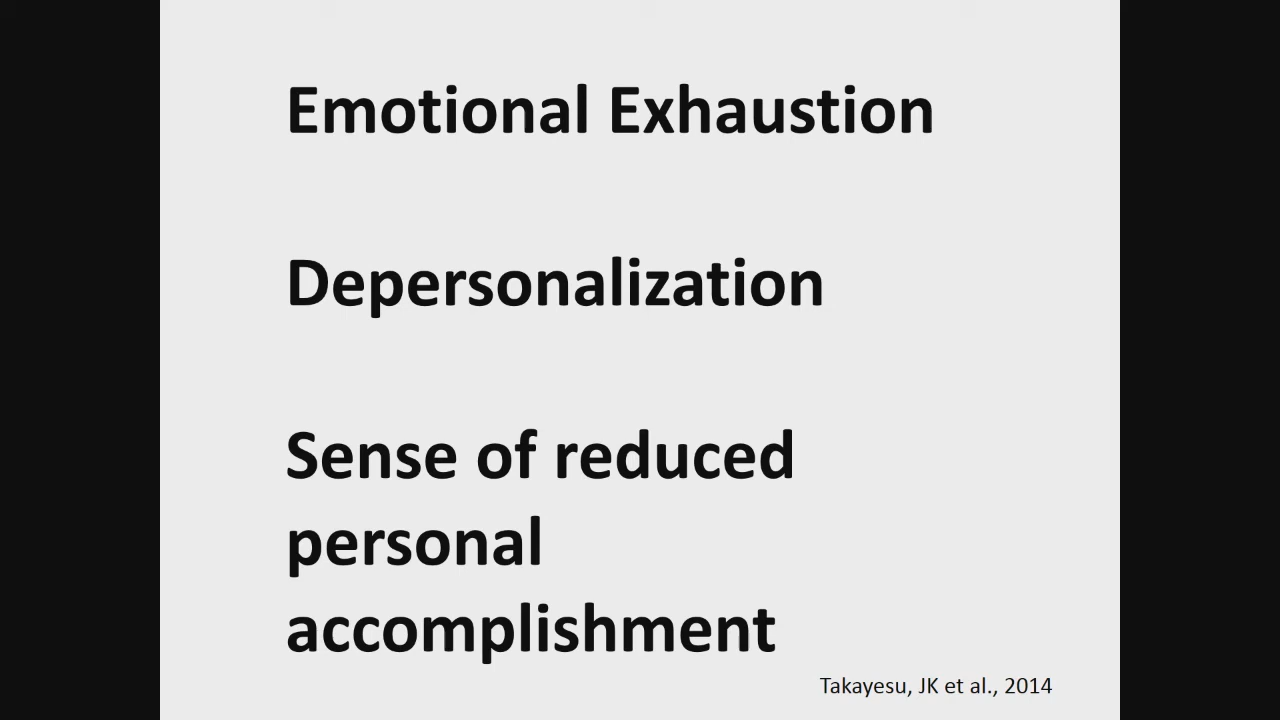 Emotional Exhaustion
Depersonalization
Sense of reduced
personal
accomplishment
Takayesu, JK et al., 2014